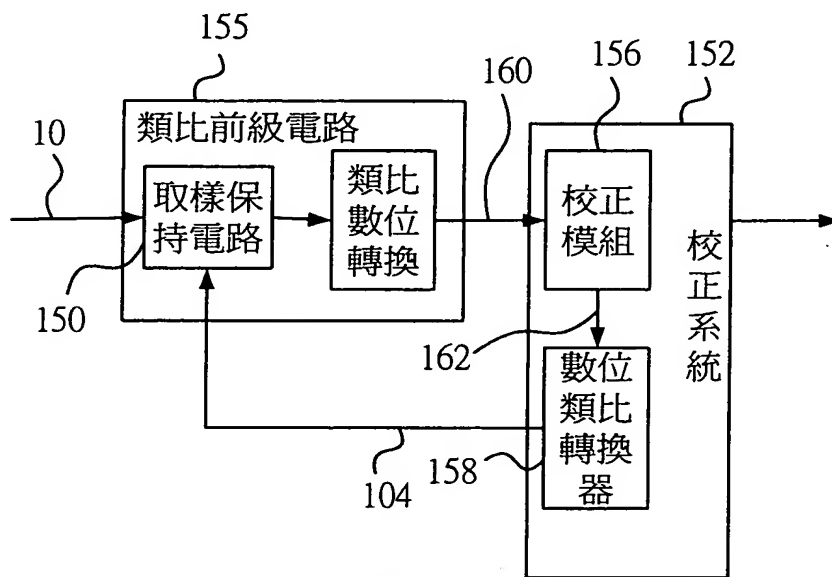 155
160
156
152
10
類比前級電路
取樣保
持電路
類比
數位
轉換
校正
模組
校正系統
150
162
數位
類比
轉換
器
104
158